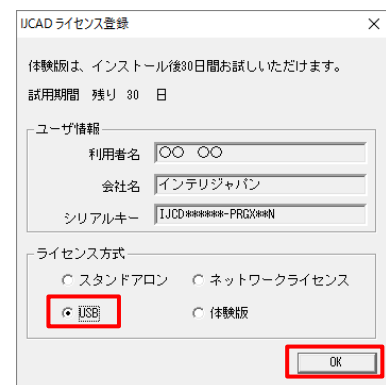 IJCAD ライセンス登録
体験版は、インストール後30日間お試しいただけます。
試用期間 残り 30 日
ユーザ情報
利用者名 〇〇 〇〇
会社名 インテリジャパン
シリアルキー IJCD******-PRGX**N
ライセンス方式
スタンドアロン ネットワークライセンス
USB 体験版
OK